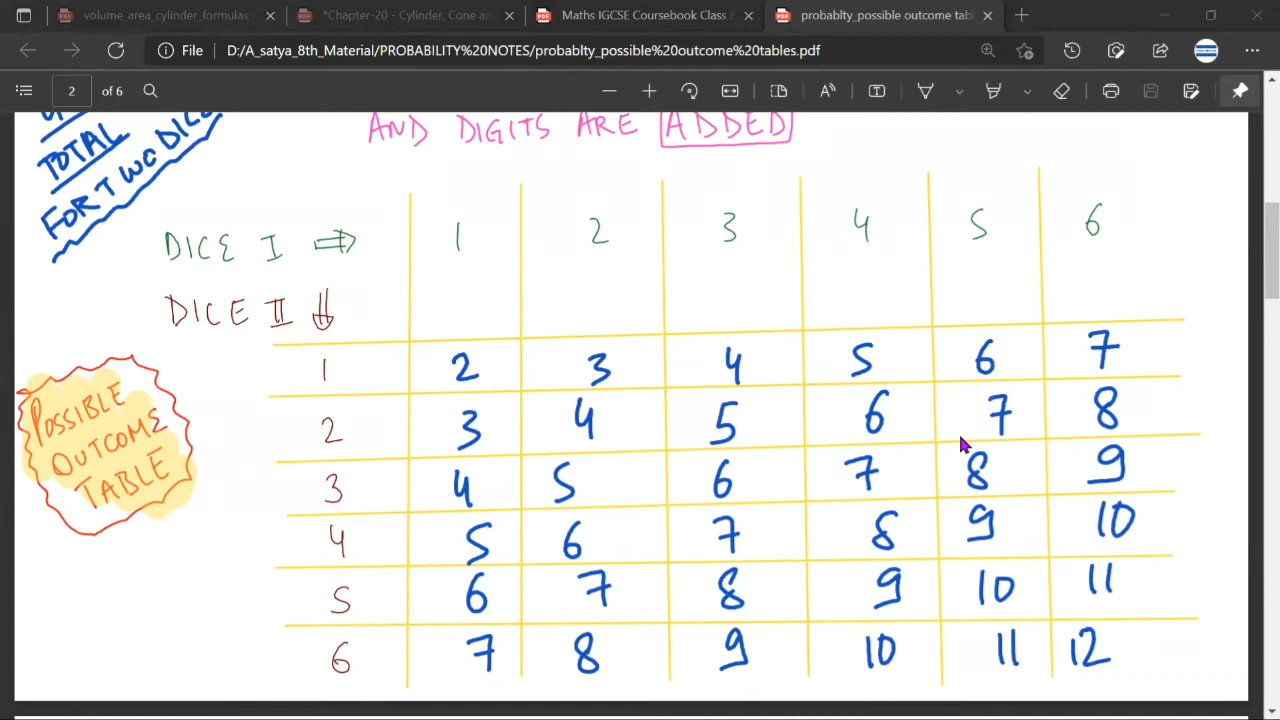 volume_area_cylinder_formulas
*Chapter-20 - Cylinder, Cone an
Maths IGCSE Coursebook Class
probablty_possible outcome tab
File D:/A_satya_8th_Material/PROBABILITY%20NOTES/probablty_possible%20outcome%20tables.pdf
2 of 6
AND DIGITS ARE ADDED
TOTAL
FOR TWO DICE
DICE I ⇒ 1 2 3 4 5 6
DICE II ⇓
1 2 3 4 5 6 7
2 3 4 5 6 7 8
3 4 5 6 7 8 9
4 5 6 7 8 9 10
5 6 7 8 9 10 11
6 7 8 9 10 11 12
POSSIBLE
OUTCOME
TABLE